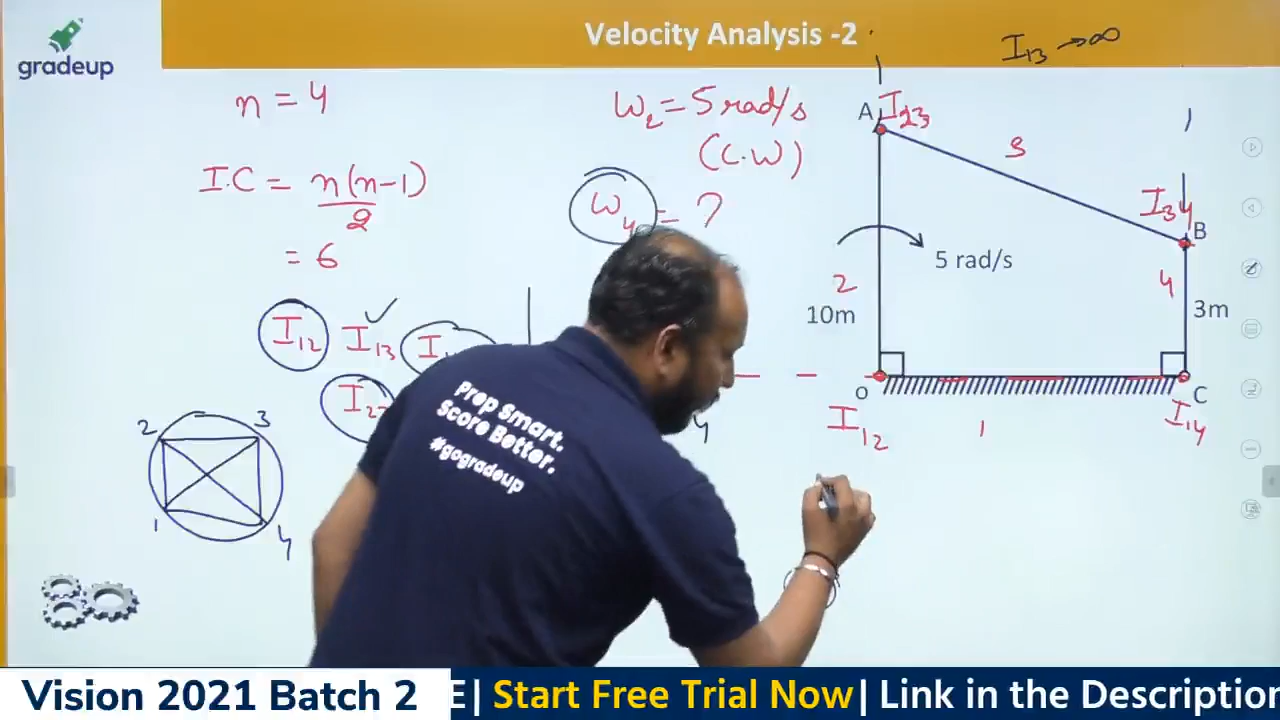 Velocity Analysis -2
gradeup
I₁₃ → ∞
n = 4
ω₂ = 5 rad/s
(C.W)
I.C = n(n-1)
2
= 6
ω₄ = ?
A
I₂₃
3
I₃₄
B
5 rad/s
2
4
10m
3m
I₁₂ I₁₃
O
C
I₁₂
1
I₁₄
2 3
1 4
4
Prep Smart.
Score Better.
#gogradeup
Vision 2021 Batch 2
E| Start Free Trial Now| Link in the Description